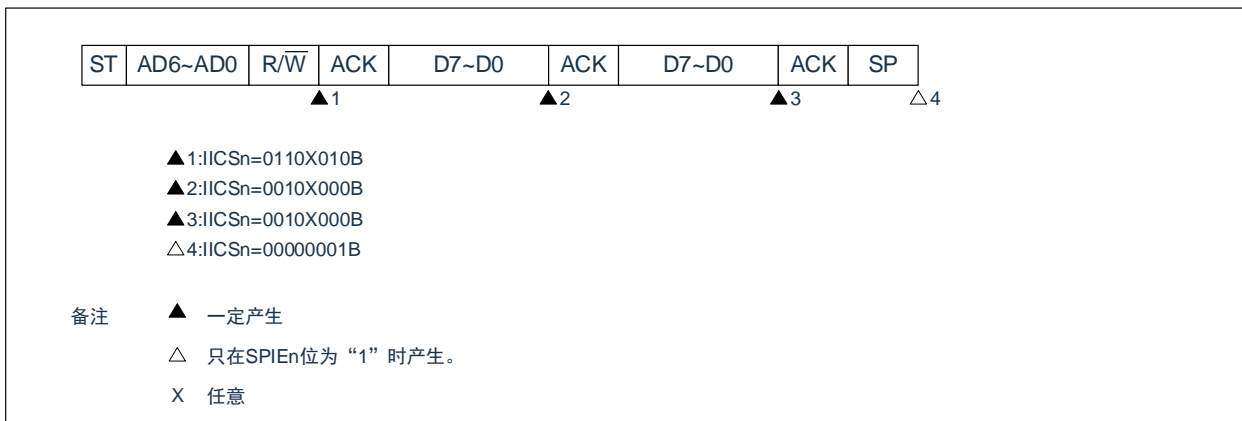 ST AD6~AD0 R/W̅ ACK D7~D0 ACK D7~D0 ACK SP
▲1 ▲2 ▲3 △4
▲1:IICSn=0110X010B
▲2:IICSn=0010X000B
▲3:IICSn=0010X000B
△4:IICSn=00000001B
备注 ▲ 一定产生
△ 只在SPIEn位为“1”时产生。
X 任意